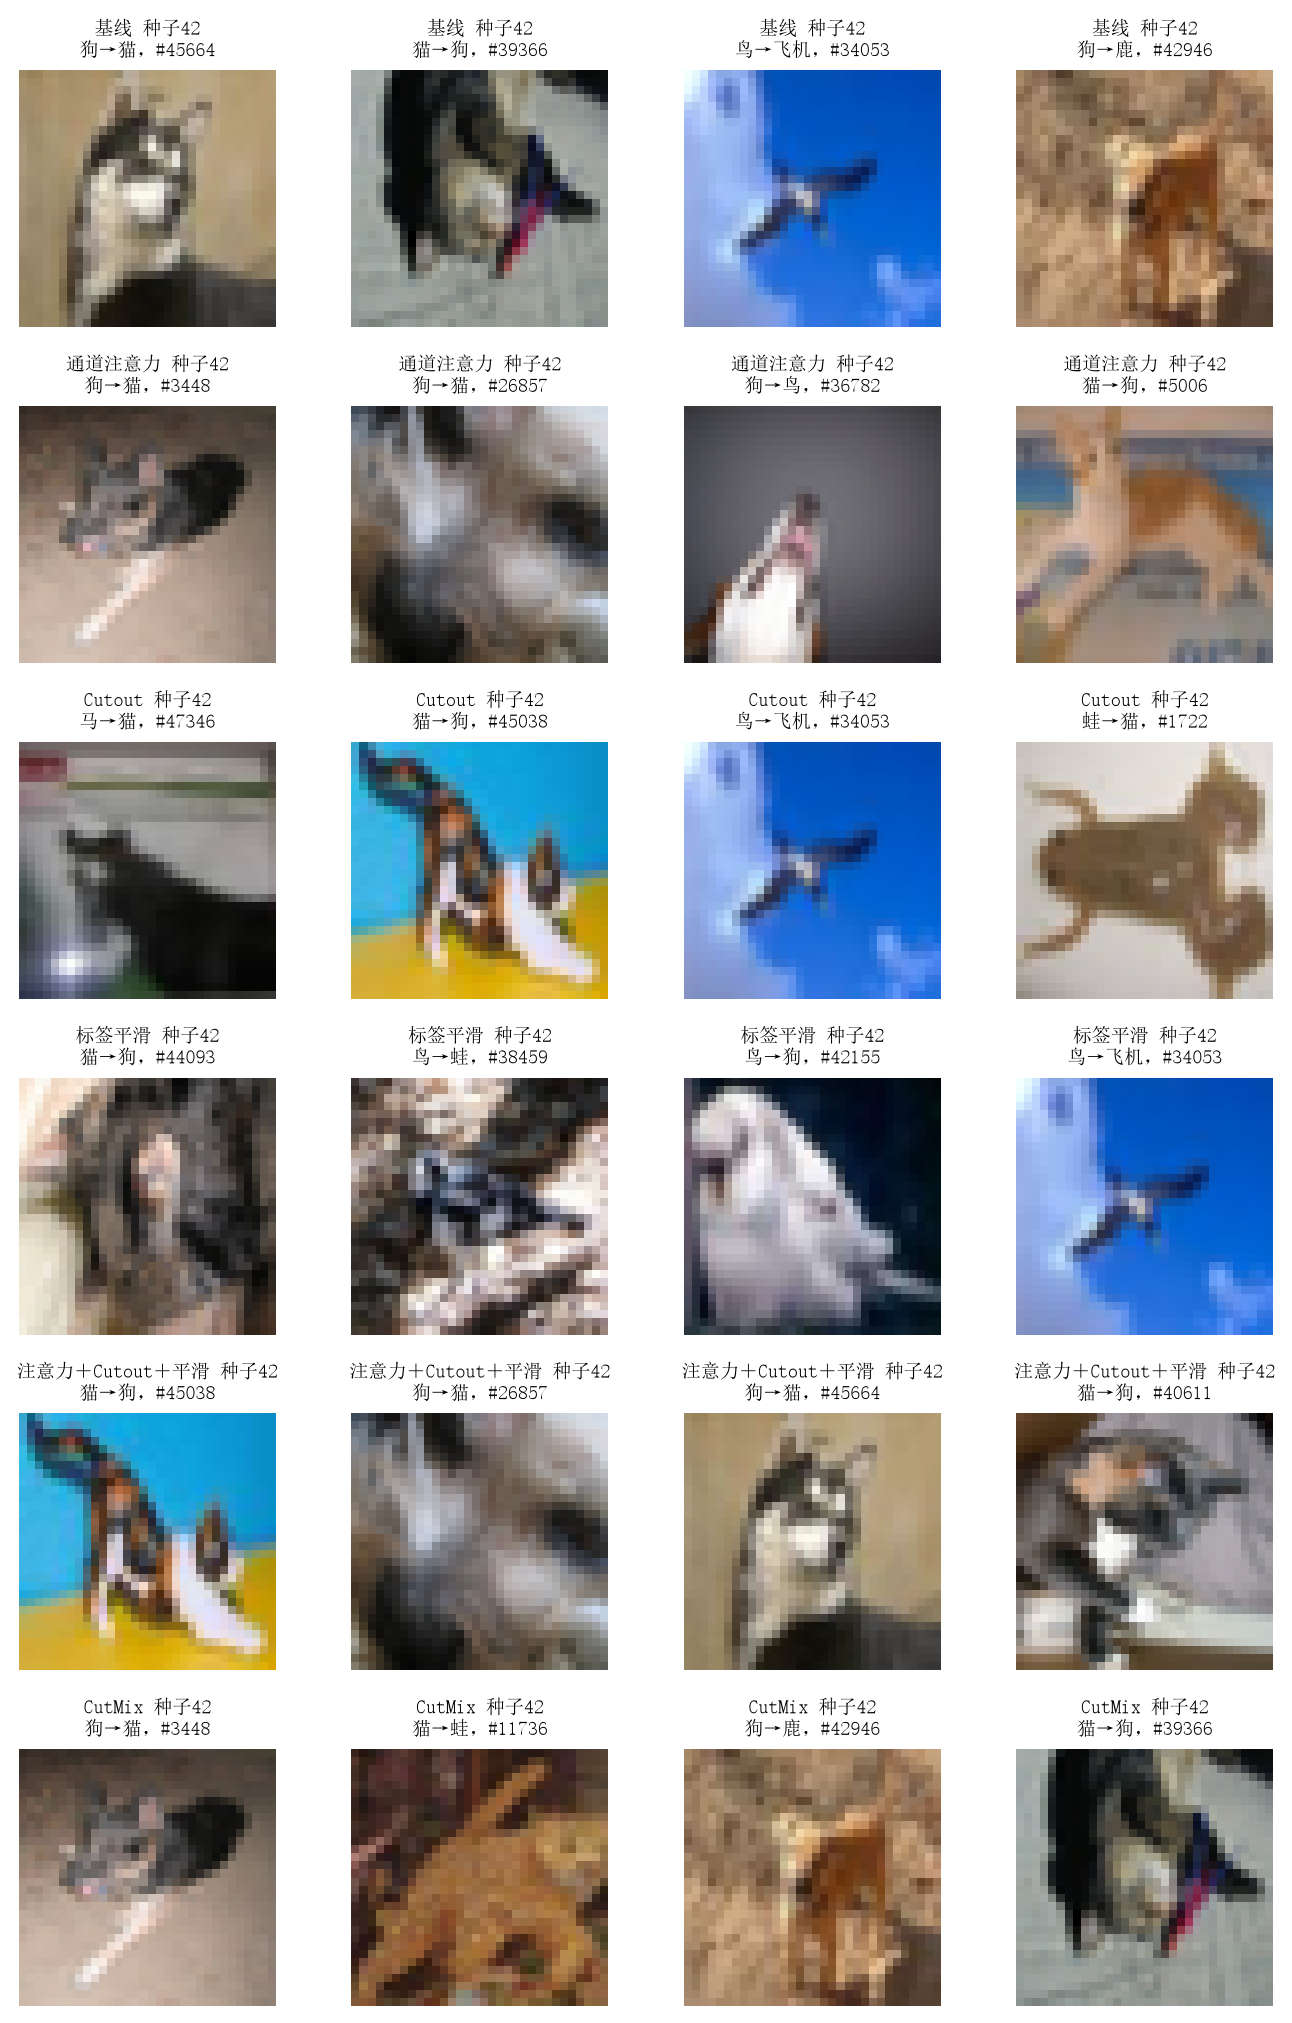 基线 种子42
狗→猫，#45664
基线 种子42
猫→狗，#39366
基线 种子42
鸟→飞机，#34053
基线 种子42
狗→鹿，#42946
通道注意力 种子42
狗→猫，#3448
通道注意力 种子42
狗→猫，#26857
通道注意力 种子42
狗→鸟，#36782
通道注意力 种子42
猫→狗，#5006
Cutout 种子42
马→猫，#47346
Cutout 种子42
猫→狗，#45038
Cutout 种子42
鸟→飞机，#34053
Cutout 种子42
蛙→猫，#1722
标签平滑 种子42
猫→狗，#44093
标签平滑 种子42
鸟→蛙，#38459
标签平滑 种子42
鸟→狗，#42155
标签平滑 种子42
鸟→飞机，#34053
注意力＋Cutout＋平滑 种子42
猫→狗，#45038
注意力＋Cutout＋平滑 种子42
狗→猫，#26857
注意力＋Cutout＋平滑 种子42
狗→猫，#45664
注意力＋Cutout＋平滑 种子42
猫→狗，#40611
CutMix 种子42
狗→猫，#3448
CutMix 种子42
猫→蛙，#11736
CutMix 种子42
狗→鹿，#42946
CutMix 种子42
猫→狗，#39366